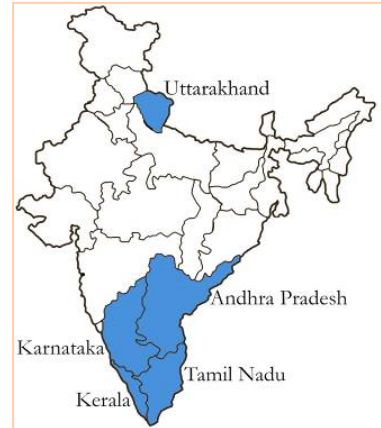 Uttarakhand
Andhra Pradesh
Karnataka
Tamil Nadu
Kerala